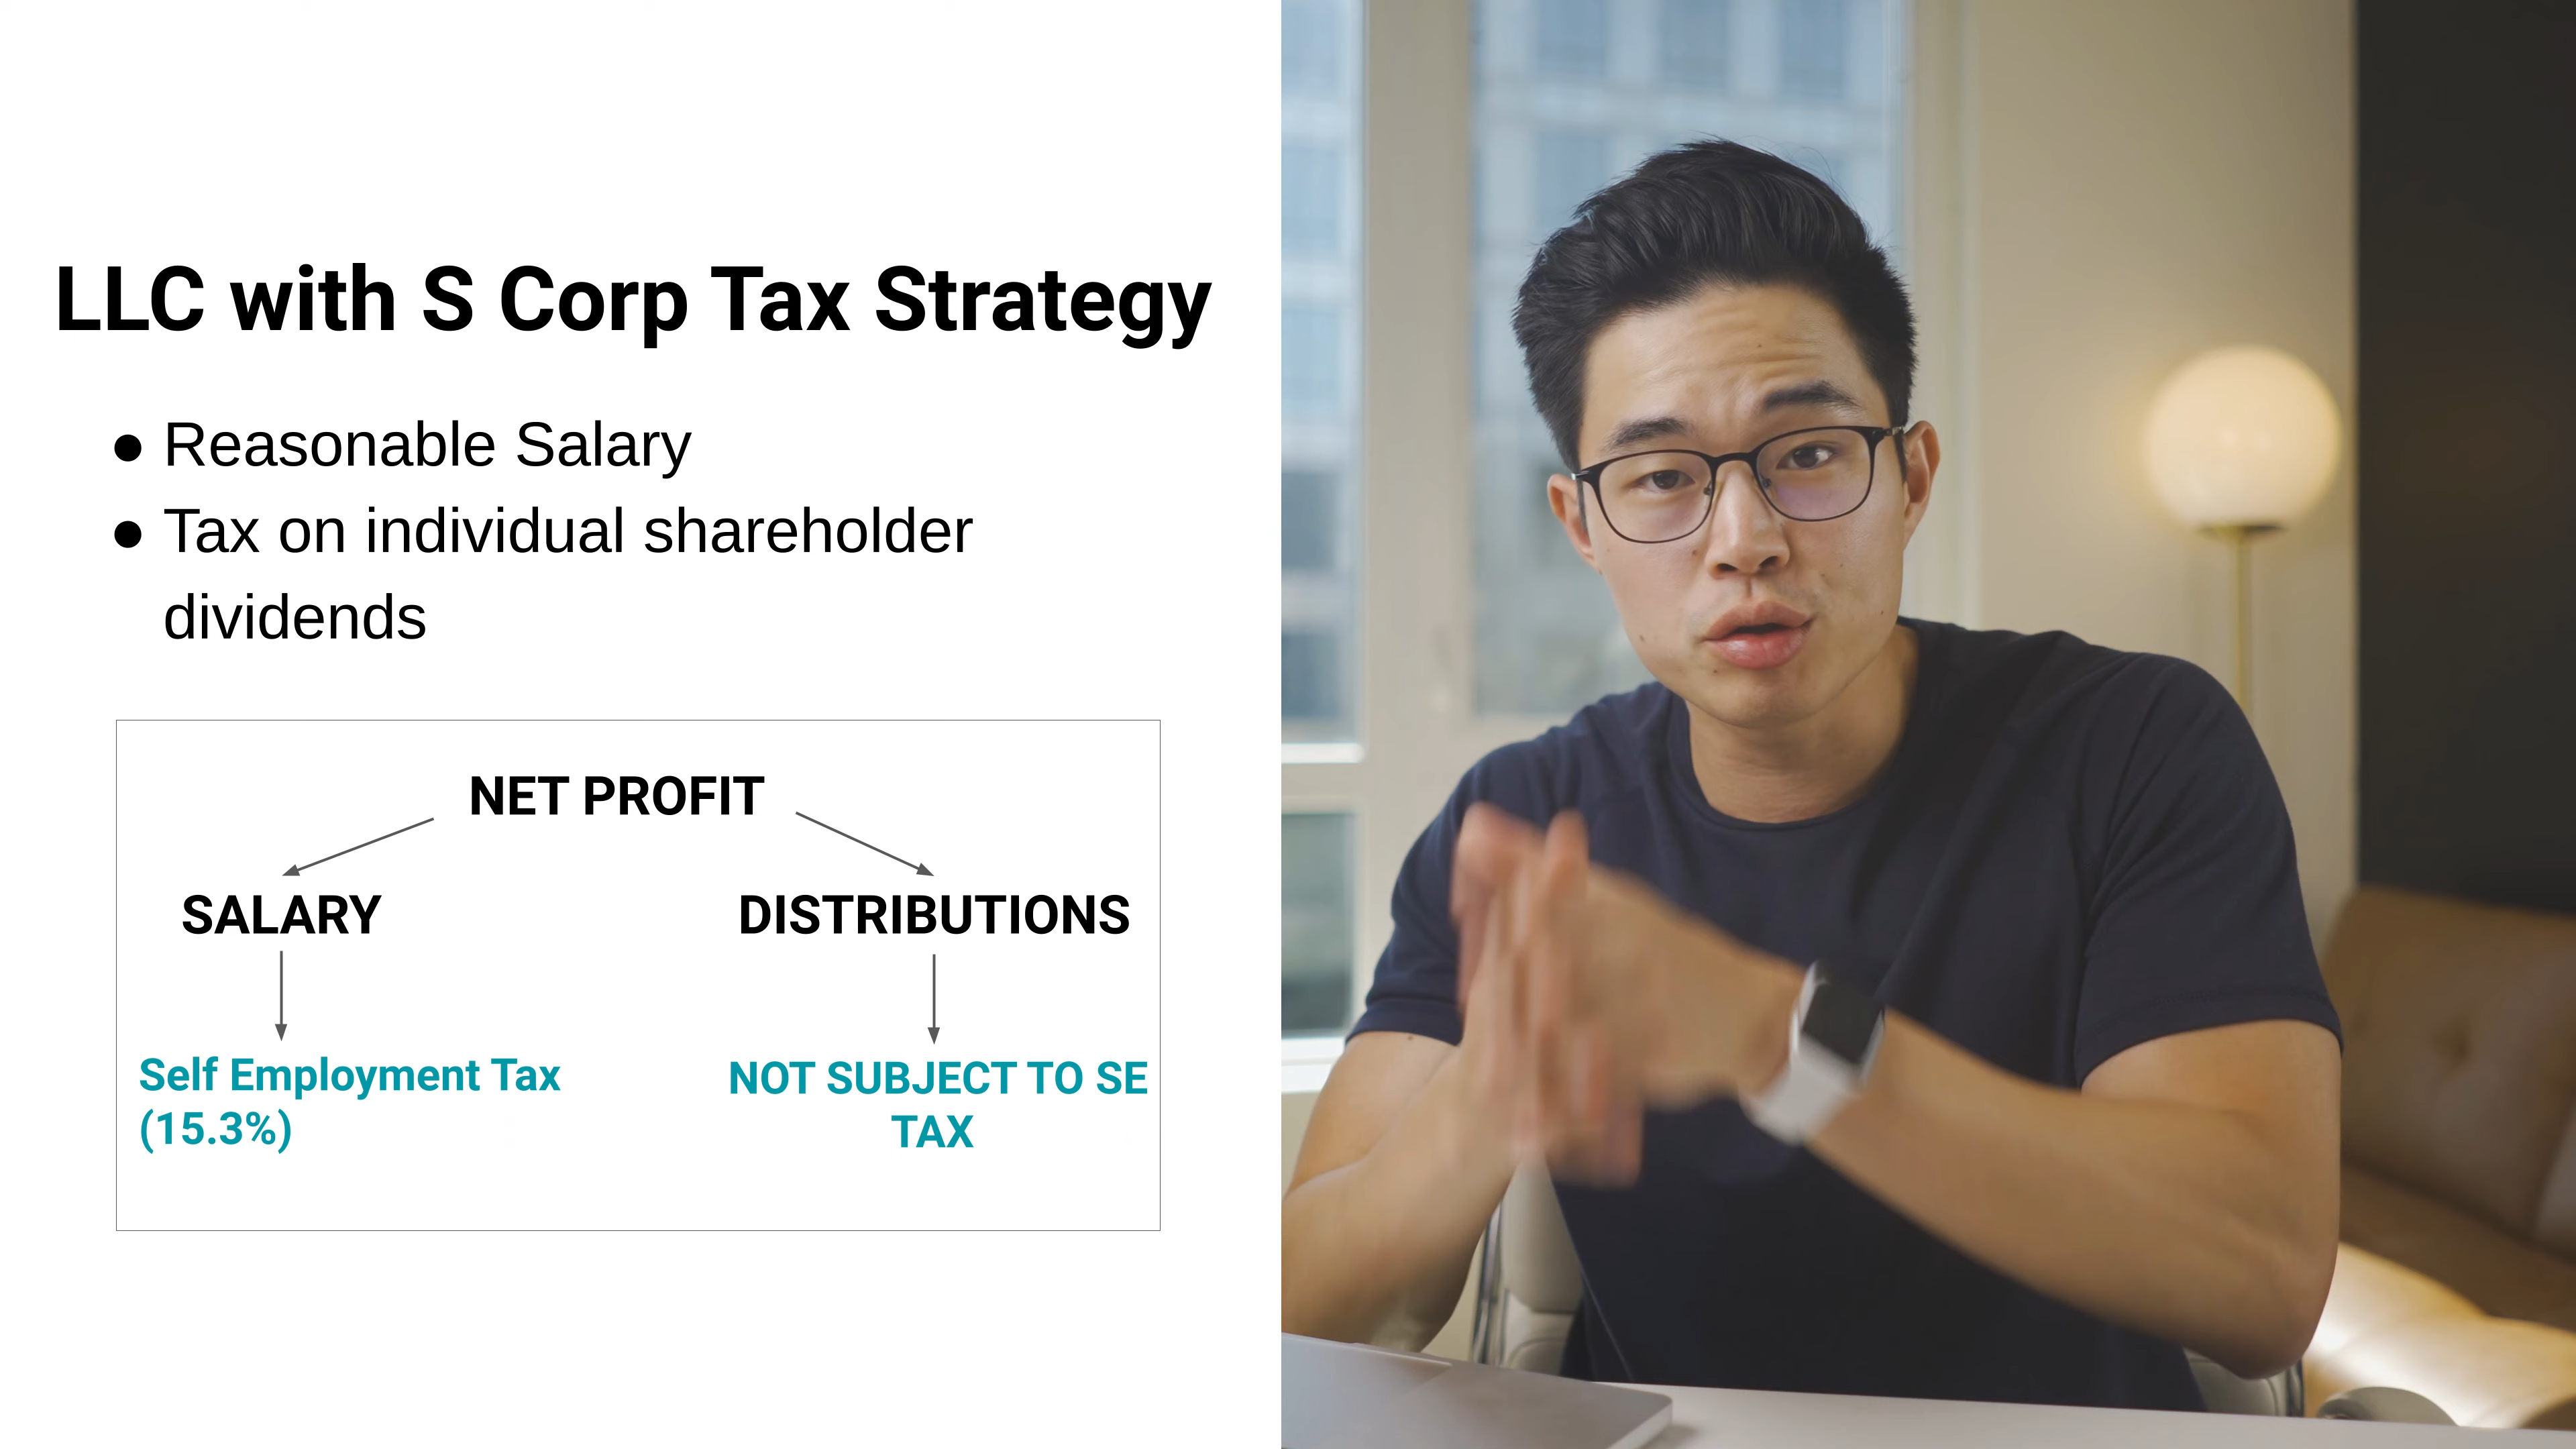 LLC with S Corp Tax Strategy
● Reasonable Salary
● Tax on individual shareholder
dividends
NET PROFIT
SALARY
DISTRIBUTIONS
Self Employment Tax
(15.3%)
NOT SUBJECT TO SE
TAX